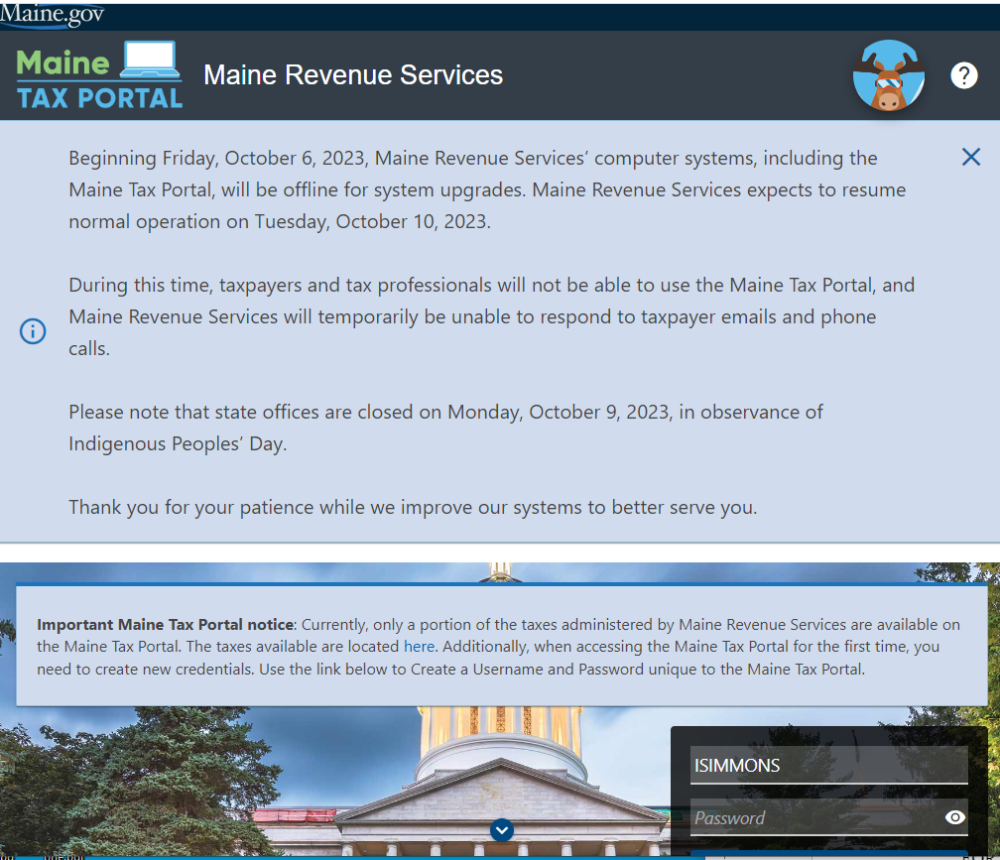 Maine.gov
Maine
TAX PORTAL
Maine Revenue Services
?
Beginning Friday, October 6, 2023, Maine Revenue Services’ computer systems, including the
Maine Tax Portal, will be offline for system upgrades. Maine Revenue Services expects to resume
normal operation on Tuesday, October 10, 2023.
During this time, taxpayers and tax professionals will not be able to use the Maine Tax Portal, and
Maine Revenue Services will temporarily be unable to respond to taxpayer emails and phone
calls.
Please note that state offices are closed on Monday, October 9, 2023, in observance of
Indigenous Peoples’ Day.
Thank you for your patience while we improve our systems to better serve you.
Important Maine Tax Portal notice: Currently, only a portion of the taxes administered by Maine Revenue Services are available on
the Maine Tax Portal. The taxes available are located here. Additionally, when accessing the Maine Tax Portal for the first time, you
need to create new credentials. Use the link below to Create a Username and Password unique to the Maine Tax Portal.
ISIMMONS
Password